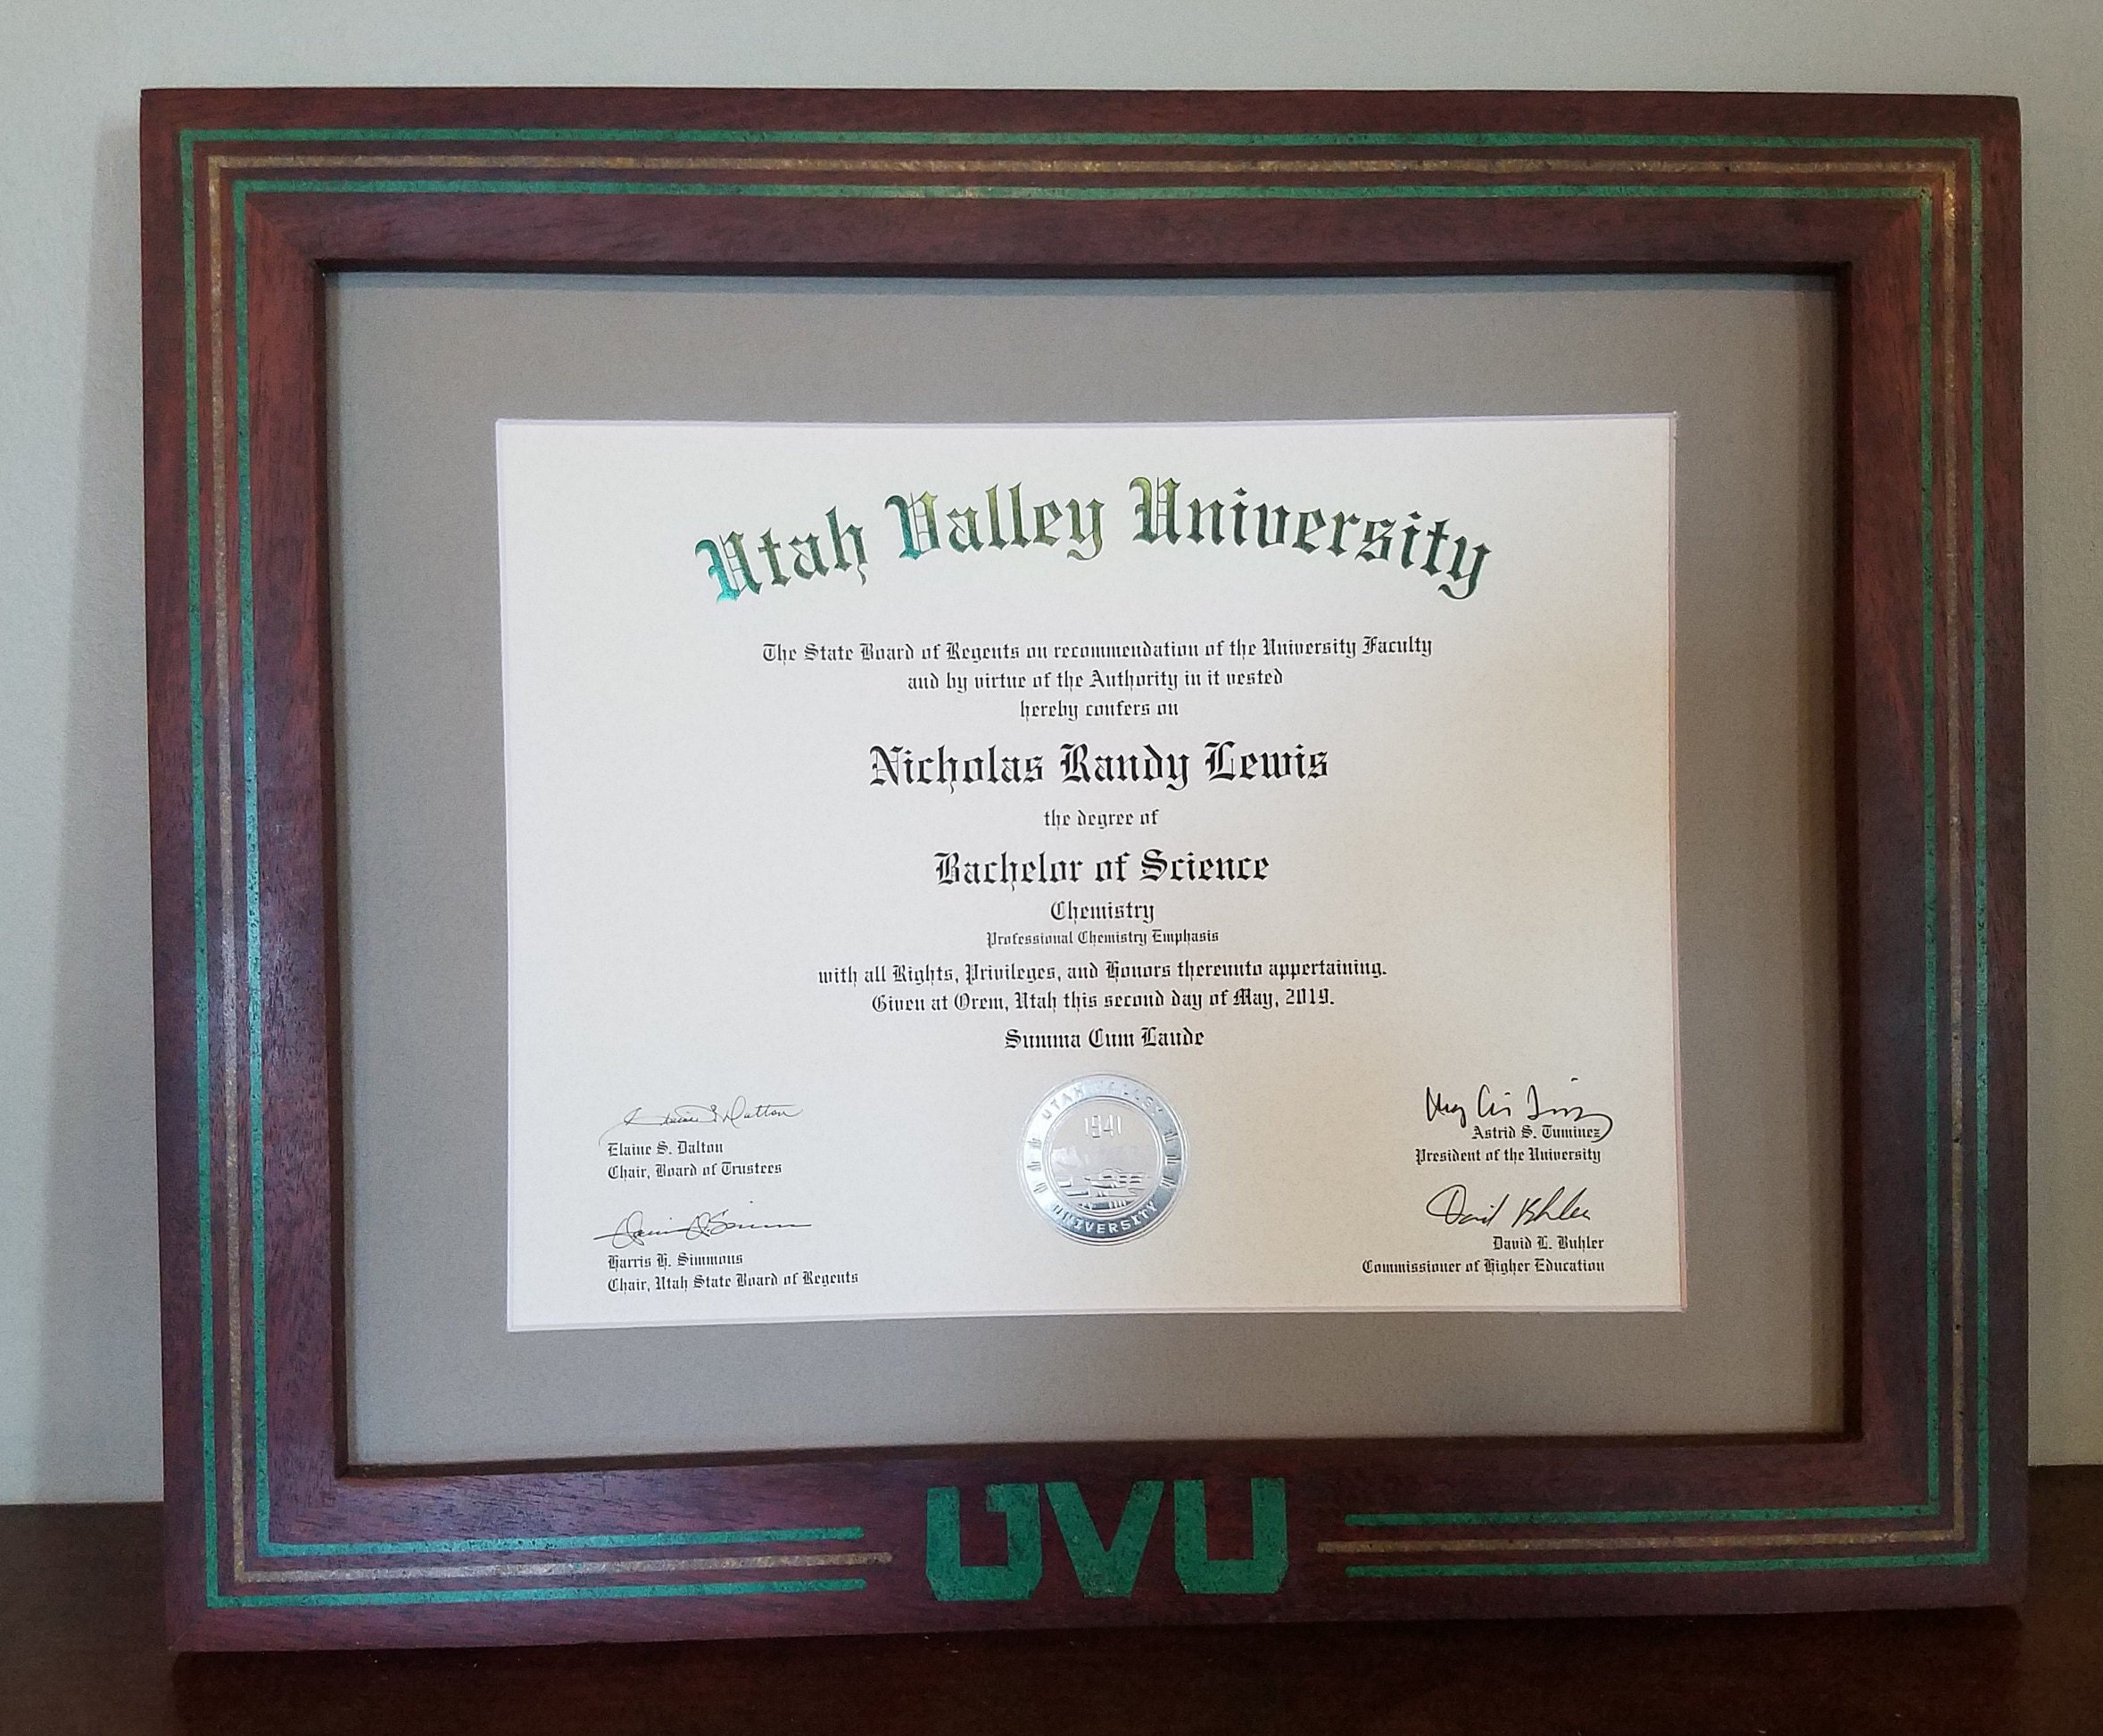 Utah Valley University
The State Board of Regents on recommendation of the University Faculty
and by virtue of the Authority in it vested
hereby confers on
Nicholas Randy Lewis
the degree of
Bachelor of Science
Chemistry
Professional Chemistry Emphasis
with all Rights, Privileges, and Honors thereunto appertaining.
Given at Orem, Utah this second day of May, 2019.
Summa Cum Laude
Elaine S. Dalton
Chair, Board of Trustees
Harris H. Simmons
Chair, Utah State Board of Regents
UTAH VALLEY
1941
UNIVERSITY
Astrid S. Tuminez
President of the University
David L. Buhler
Commissioner of Higher Education
UVU